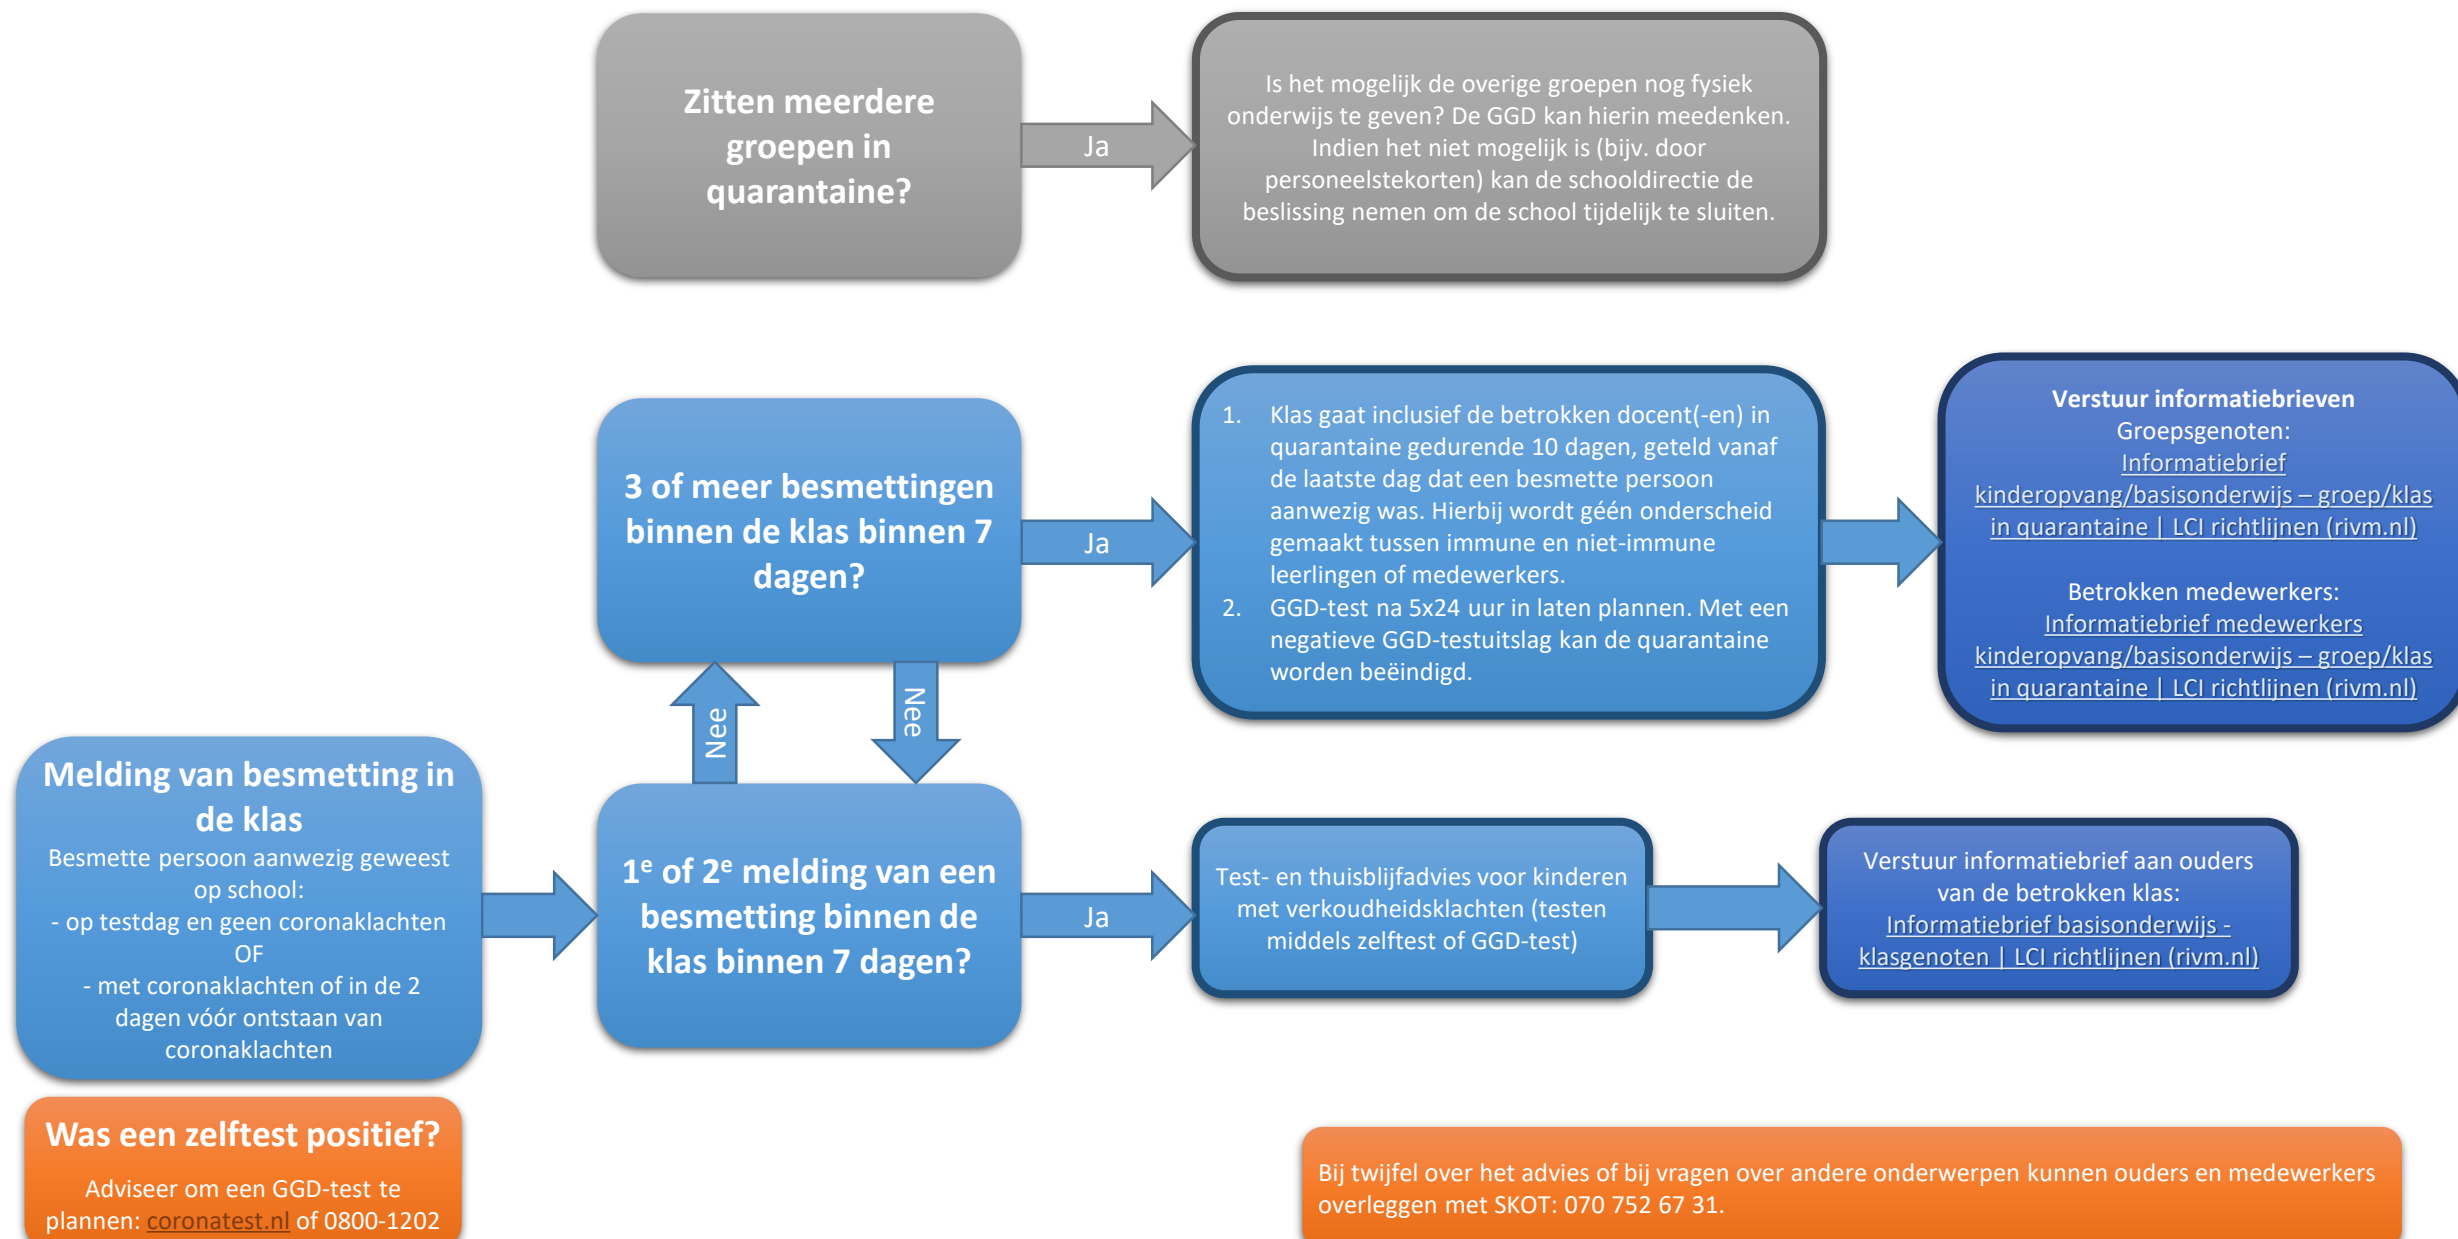 Zitten meerdere
groepen in
quarantaine?
Ja
Is het mogelijk de overige groepen nog fysiek
onderwijs te geven? De GGD kan hierin meedenken.
Indien het niet mogelijk is (bijv. door
personeelstekorten) kan de schooldirectie de
beslissing nemen om de school tijdelijk te sluiten.
3 of meer besmettingen
binnen de klas binnen 7
dagen?
Ja
1. Klas gaat inclusief de betrokken docent(-en) in
quarantaine gedurende 10 dagen, geteld vanaf
de laatste dag dat een besmette persoon
aanwezig was. Hierbij wordt géén onderscheid
gemaakt tussen immune en niet-immune
leerlingen of medewerkers.
2. GGD-test na 5x24 uur in laten plannen. Met een
negatieve GGD-testuitslag kan de quarantaine
worden beëindigd.
Verstuur informatiebrieven
Groepsgenoten:
Informatiebrief
kinderopvang/basisonderwijs – groep/klas
in quarantaine | LCI richtlijnen (rivm.nl)
Betrokken medewerkers:
Informatiebrief medewerkers
kinderopvang/basisonderwijs – groep/klas
in quarantaine | LCI richtlijnen (rivm.nl)
Nee
Nee
Melding van besmetting in
de klas
Besmette persoon aanwezig geweest
op school:
- op testdag en geen coronaklachten
OF
- met coronaklachten of in de 2
dagen vóór ontstaan van
coronaklachten
1e of 2e melding van een
besmetting binnen de
klas binnen 7 dagen?
Ja
Test- en thuisblijfadvies voor kinderen
met verkoudheidsklachten (testen
middels zelftest of GGD-test)
Verstuur informatiebrief aan ouders
van de betrokken klas:
Informatiebrief basisonderwijs -
klasgenoten | LCI richtlijnen (rivm.nl)
Was een zelftest positief?
Adviseer om een GGD-test te
plannen: coronatest.nl of 0800-1202
Bij twijfel over het advies of bij vragen over andere onderwerpen kunnen ouders en medewerkers
overleggen met SKOT: 070 752 67 31.